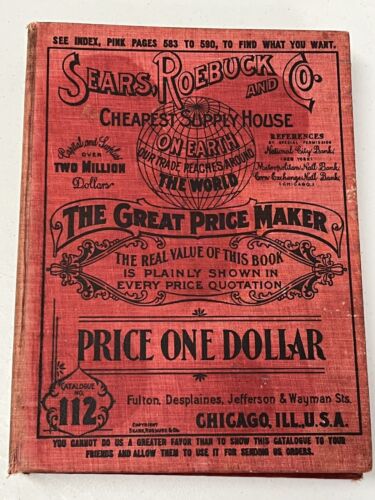 SEE INDEX, PINK PAGES 583 TO 590, TO FIND WHAT YOU WANT.
SEARS, ROEBUCK AND CO.
CHEAPEST SUPPLY HOUSE
ON EARTH
OUR TRADE REACHES AROUND
THE WORLD
Capital and Surplus
OVER
TWO MILLION
Dollars
REFERENCES
BY SPECIAL PERMISSION
National City Bank
NEW YORK
Metropolitan Natl. Bank
Corn Exchange Natl. Bank
CHICAGO
THE GREAT PRICE MAKER
THE REAL VALUE OF THIS BOOK
IS PLAINLY SHOWN IN
EVERY PRICE QUOTATION
PRICE ONE DOLLAR
CATALOGUE
NO.
112
Fulton, Desplaines, Jefferson & Wayman Sts.
CHICAGO, ILL., U.S.A.
COPYRIGHT
SEARS, ROEBUCK & CO.
YOU CANNOT DO US A GREATER FAVOR THAN TO SHOW THIS CATALOGUE TO YOUR
FRIENDS AND ALLOW THEM TO USE IT FOR SENDING US ORDERS.